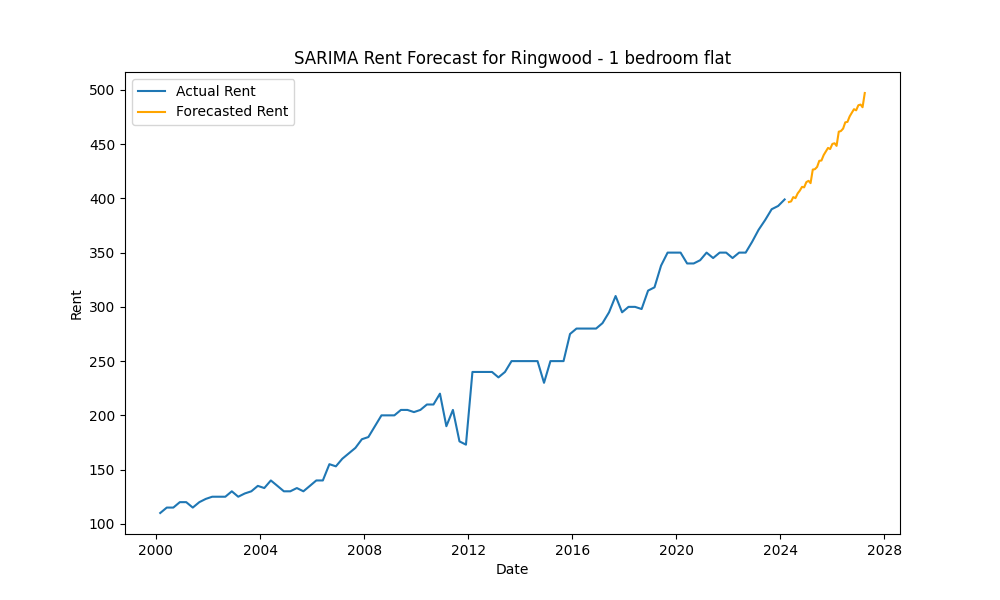 SARIMA Rent Forecast for Ringwood - 1 bedroom flat
Actual Rent
Forecasted Rent
500
450
400
350
300
250
200
150
100
Rent
2000 2004 2008 2012 2016 2020 2024 2028
Date